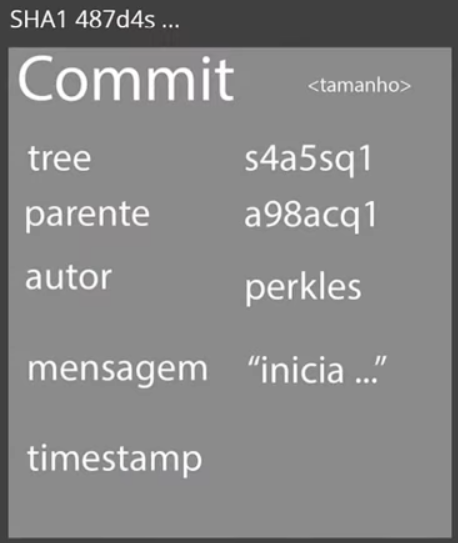 SHA1 487d4s ...
Commit <tamanho>
tree s4a5sq1
parente a98acq1
autor perkles
mensagem “inicia ...”
timestamp